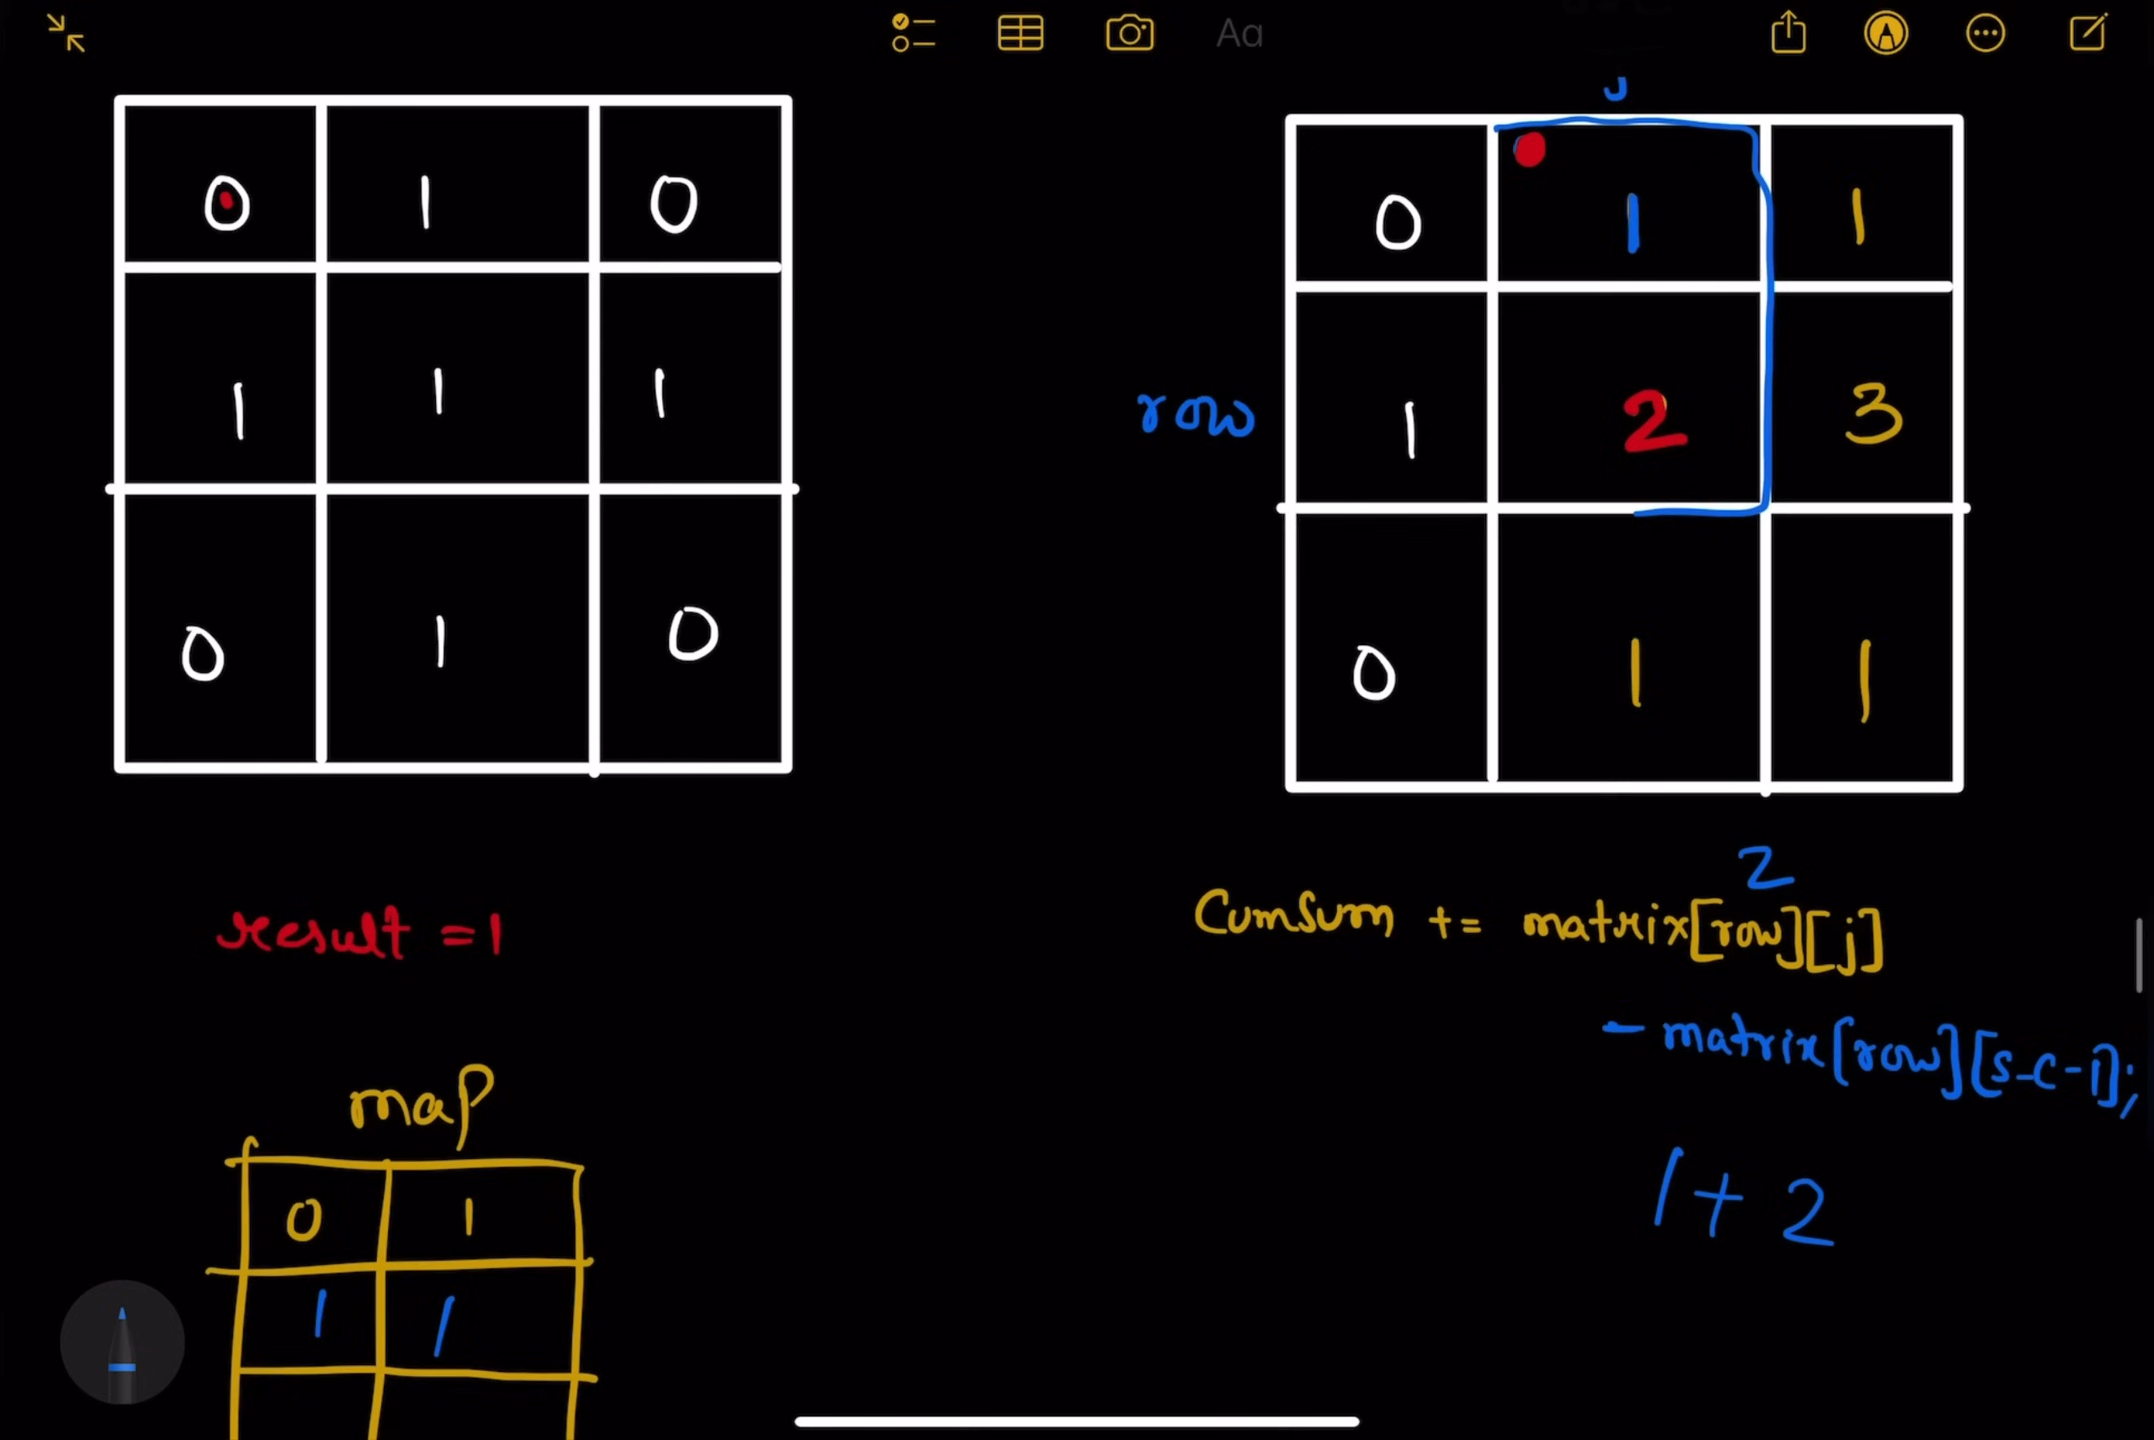 Aa
j
0 1 0
1 1 1
0 1 0
0 1 1
row 1 2 3
0 1 1
result = 1
2
CumSum += matrix[row][j]
- matrix[row][s-c-1];
1 + 2
map
0 1
1 1